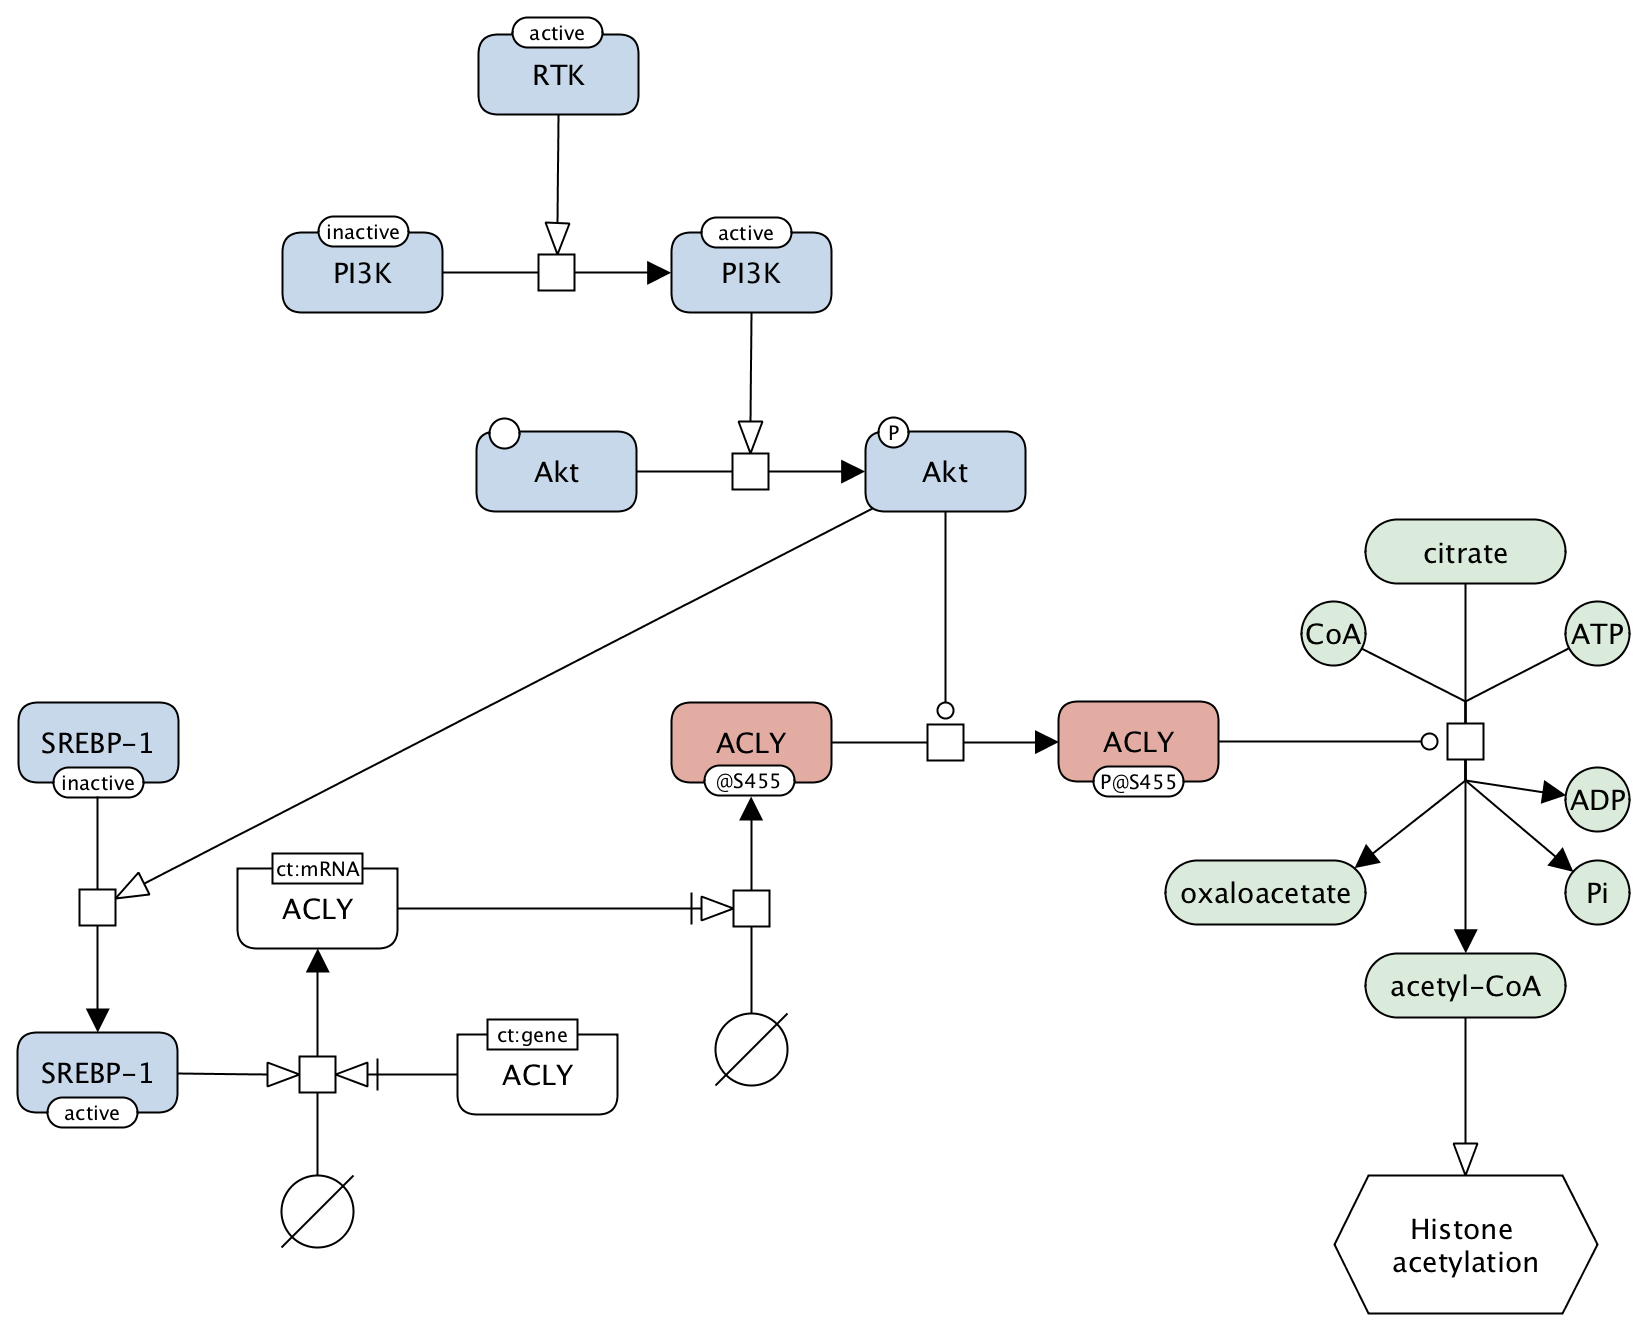 active
RTK
inactive
PI3K
active
PI3K
Akt
P
Akt
citrate
CoA
ATP
SREBP-1
inactive
ACLY
@S455
ACLY
P@S455
ADP
ct:mRNA
ACLY
oxaloacetate
Pi
acetyl-CoA
SREBP-1
active
ct:gene
ACLY
Histone
acetylation